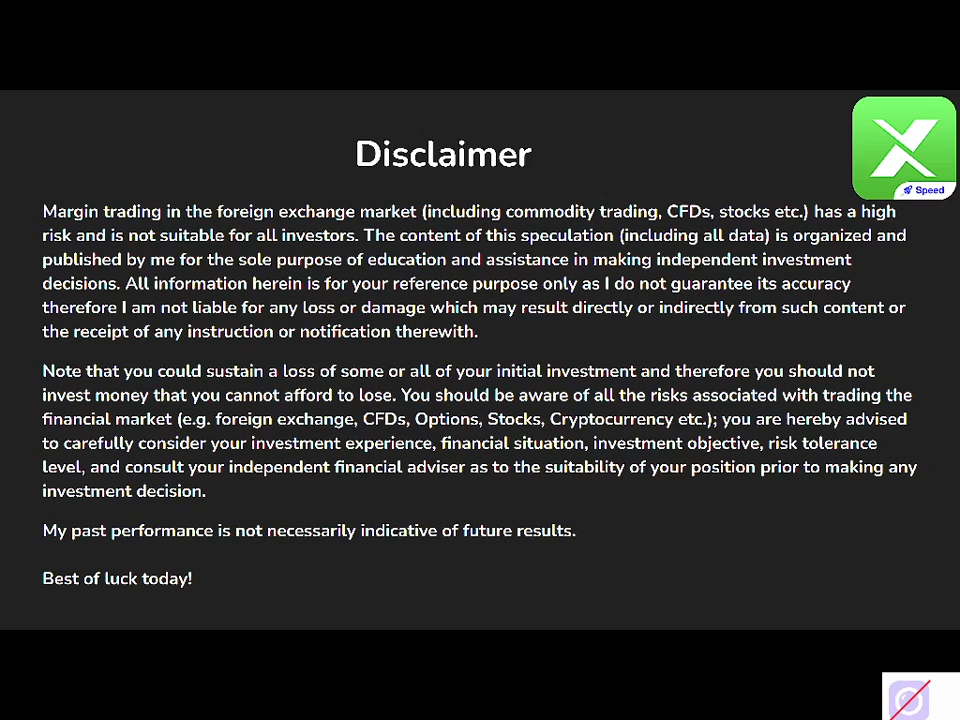 Disclaimer
Speed
Margin trading in the foreign exchange market (including commodity trading, CFDs, stocks etc.) has a high
risk and is not suitable for all investors. The content of this speculation (including all data) is organized and
published by me for the sole purpose of education and assistance in making independent investment
decisions. All information herein is for your reference purpose only as I do not guarantee its accuracy
therefore I am not liable for any loss or damage which may result directly or indirectly from such content or
the receipt of any instruction or notification therewith.
Note that you could sustain a loss of some or all of your initial investment and therefore you should not
invest money that you cannot afford to lose. You should be aware of all the risks associated with trading the
financial market (e.g. foreign exchange, CFDs, Options, Stocks, Cryptocurrency etc.); you are hereby advised
to carefully consider your investment experience, financial situation, investment objective, risk tolerance
level, and consult your independent financial adviser as to the suitability of your position prior to making any
investment decision.
My past performance is not necessarily indicative of future results.
Best of luck today!